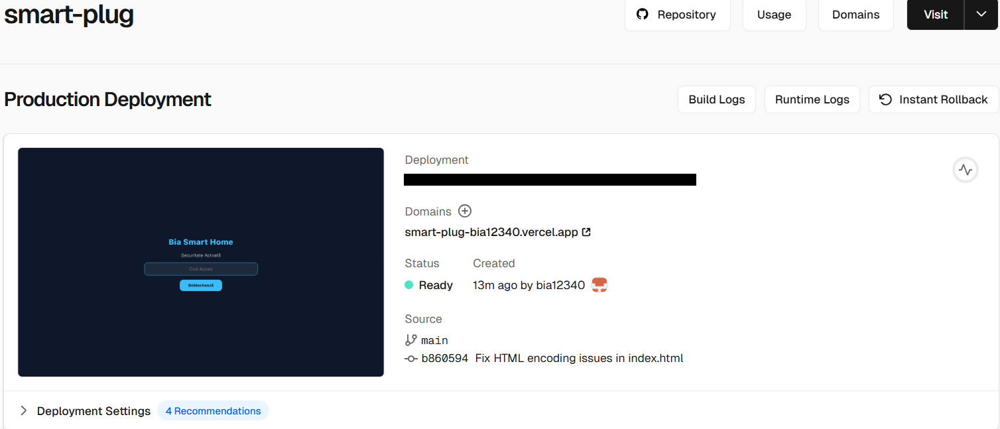 smart-plug
Repository
Usage
Domains
Visit
Production Deployment
Build Logs
Runtime Logs
Instant Rollback
Bia Smart Home
Securitate Actvată
Cod Acces
Deblochează
Deployment
Domains
smart-plug-bia12340.vercel.app
Status
Created
Ready
13m ago by bia12340
Source
main
b860594 Fix HTML encoding issues in index.html
Deployment Settings
4 Recommendations